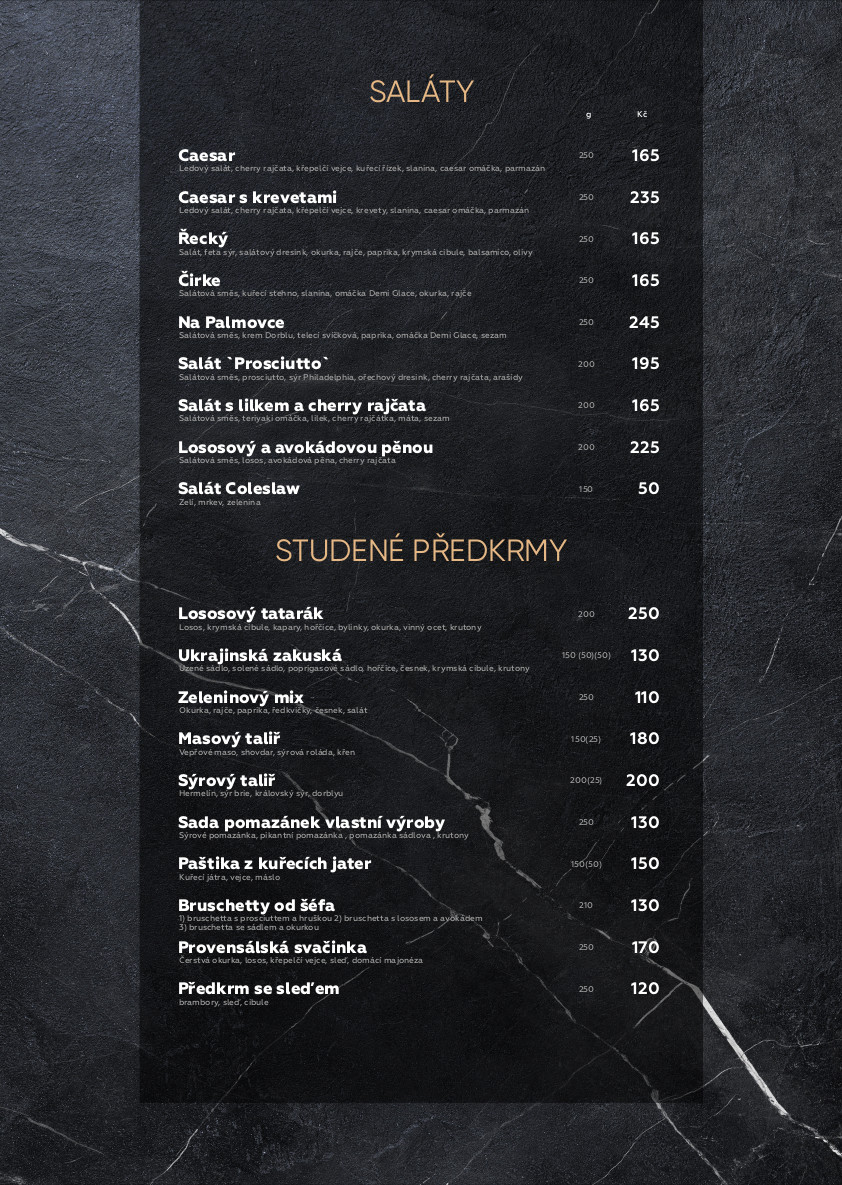 SALÁTY
g Kč
Caesar 250 165
Ledový salát, cherry rajčata, křepelčí vejce, kuřecí řízek, slanina, caesar omáčka, parmazán
Caesar s krevetami 250 235
Ledový salát, cherry rajčata, křepelčí vejce, krevety, slanina, caesar omáčka, parmazán
Řecký 250 165
Salát, feta sýr, salátový dresink, okurka, rajče, paprika, krymská cibule, balsamico, olivy
Čirke 250 165
Salátová směs, kuřecí stehno, slanina, omáčka Demi Glace, okurka, rajče
Na Palmovce 250 245
Salátová směs, krem Dorblu, telecí svíčková, paprika, omáčka Demi Glace, sezam
Salát `Prosciutto` 200 195
Salátová směs, prosciutto, sýr Philadelphia, ořechový dresink, cherry rajčata, arašidy
Salát s lilkem a cherry rajčata 200 165
Salátová směs, teriyaki omáčka, lilek, cherry rajčátka, máta, sezam
Lososový a avokádovou pěnou 200 225
Salátová směs, losos, avokádová pěna, cherry rajčata
Salát Coleslaw 150 50
Zelí, mrkev, zelenina
STUDENÉ PŘEDKRMY
Lososový tatarák 200 250
Losos, krymská cibule, kapary, hořčice, bylinky, okurka, vinný ocet, krutony
Ukrajinská zakuská 150 (50)(50) 130
Uzené sádlo, solené sádlo, poprigasové sádlo, hořčice, česnek, krymská cibule, krutony
Zeleninový mix 250 110
Okurka, rajče, paprika, ředkvičky, česnek, salát
Masový talíř 150(25) 180
Vepřové maso, shovdar, sýrová roláda, křen
Sýrový talíř 200(25) 200
Hermelín, sýr brie, královský sýr, dorblyu
Sada pomazánek vlastní výroby 250 130
Sýrové pomazánka, pikantní pomazánka , pomazánka sádlova , krutony
Paštika z kuřecích jater 150(50) 150
Kuřecí játra, vejce, máslo
Bruschetty od šéfa 210 130
1) bruschetta s prosciuttem a hruškou 2) bruschetta s lososem a avokádem
3) bruschetta se sádlem a okurkou
Provensálská svačinka 250 170
Čerstvá okurka, losos, křepelčí vejce, sleď, domácí majonéza
Předkrm se sleďem 250 120
brambory, sleď, cibule